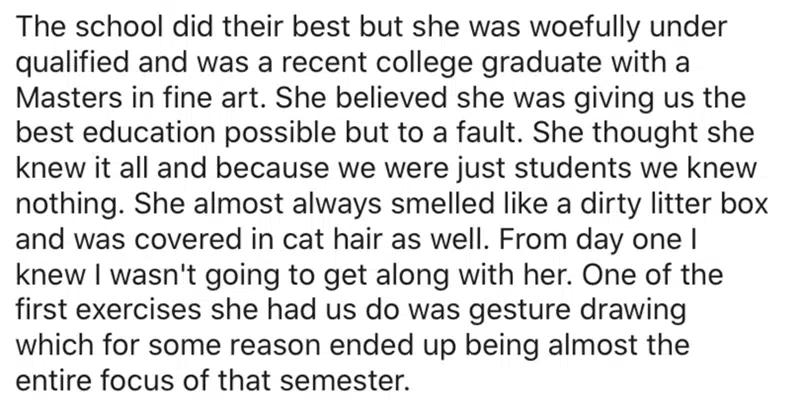 The school did their best but she was woefully under
qualified and was a recent college graduate with a
Masters in fine art. She believed she was giving us the
best education possible but to a fault. She thought she
knew it all and because we were just students we knew
nothing. She almost always smelled like a dirty litter box
and was covered in cat hair as well. From day one I
knew I wasn't going to get along with her. One of the
first exercises she had us do was gesture drawing
which for some reason ended up being almost the
entire focus of that semester.